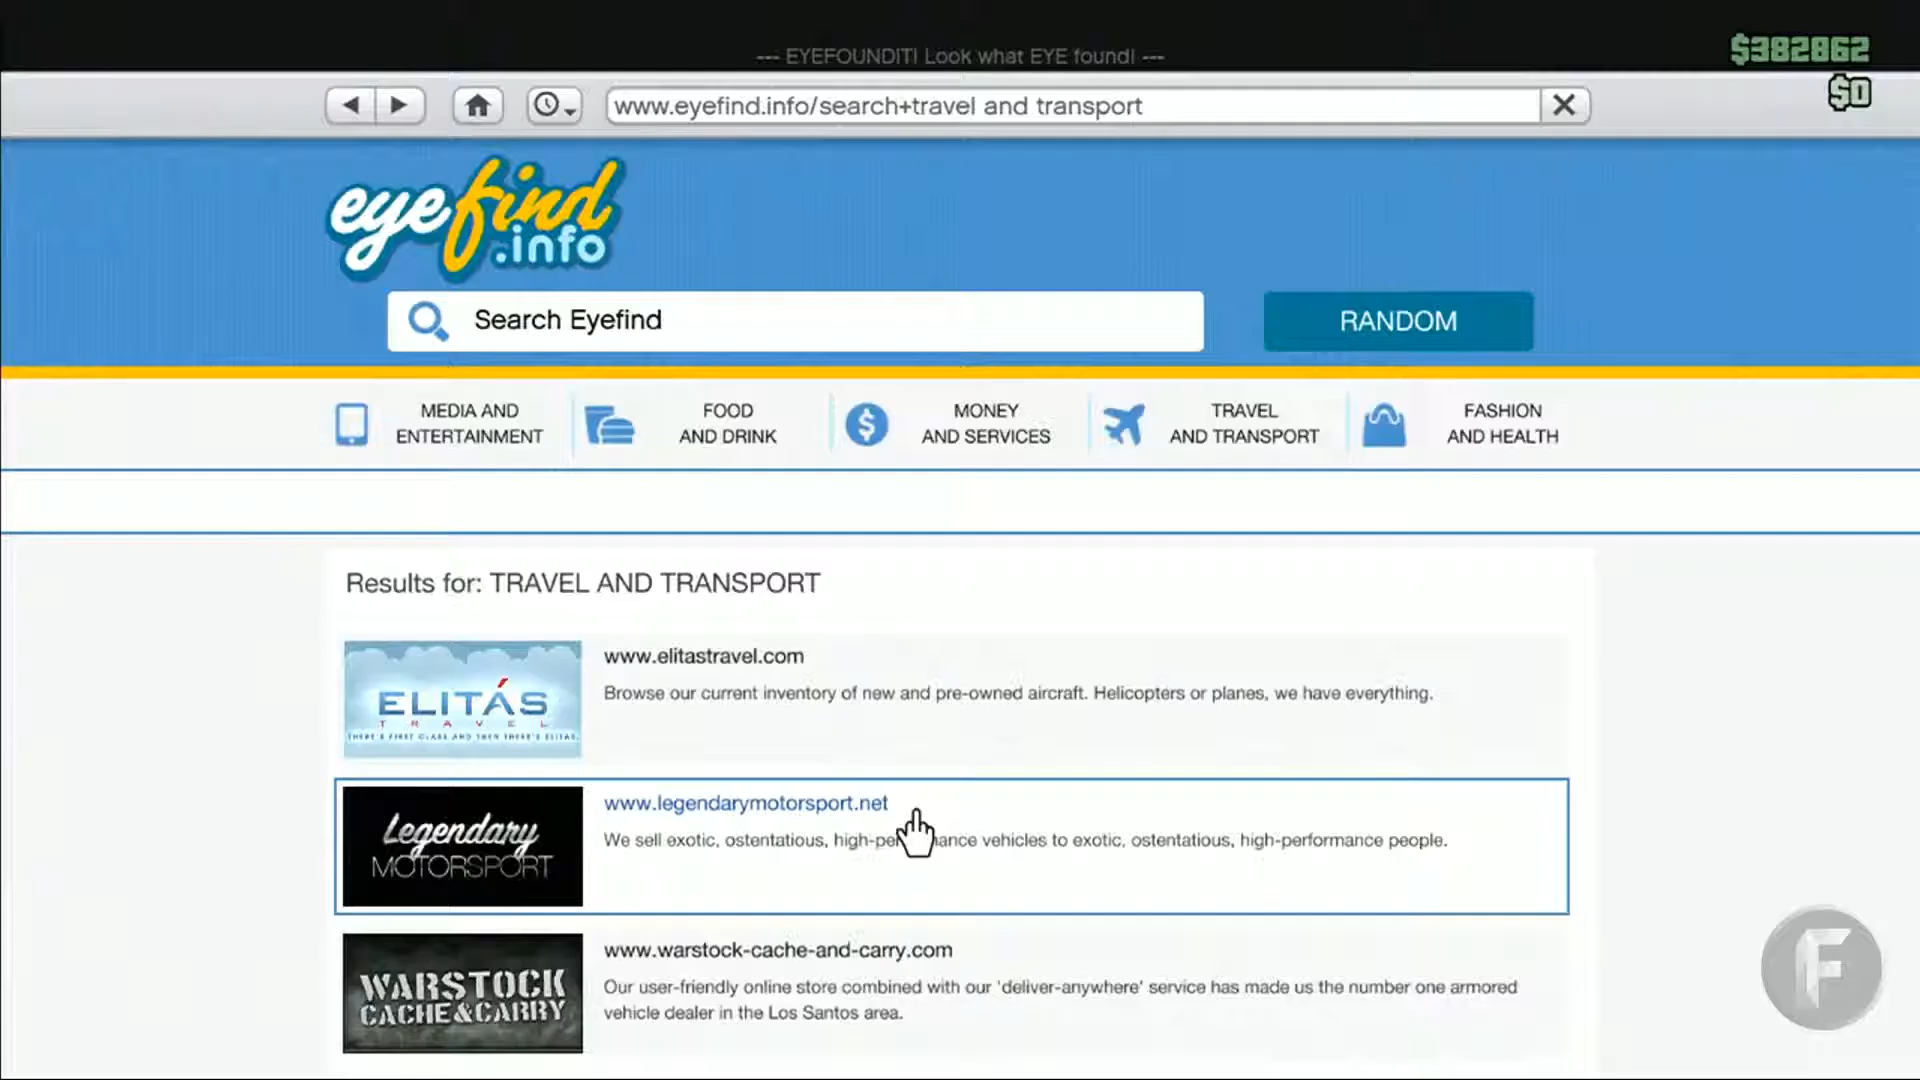 --- EYEFOUNDIT! Look what EYE found! ---
$382862
$0
www.eyefind.info/search+travel and transport
eyefind
.info
Search Eyefind
RANDOM
MEDIA AND
ENTERTAINMENT
FOOD
AND DRINK
MONEY
AND SERVICES
TRAVEL
AND TRANSPORT
FASHION
AND HEALTH
Results for: TRAVEL AND TRANSPORT
ELITÁS
TRAVEL
THERE'S FIRST CLASS AND THEN THERE'S ELITAS.
www.elitastravel.com
Browse our current inventory of new and pre-owned aircraft. Helicopters or planes, we have everything.
Legendary
MOTORSPORT
www.legendarymotorsport.net
We sell exotic, ostentatious, high-performance vehicles to exotic, ostentatious, high-performance people.
WARSTOCK
CACHE&CARRY
www.warstock-cache-and-carry.com
Our user-friendly online store combined with our 'deliver-anywhere' service has made us the number one armored
vehicle dealer in the Los Santos area.
F